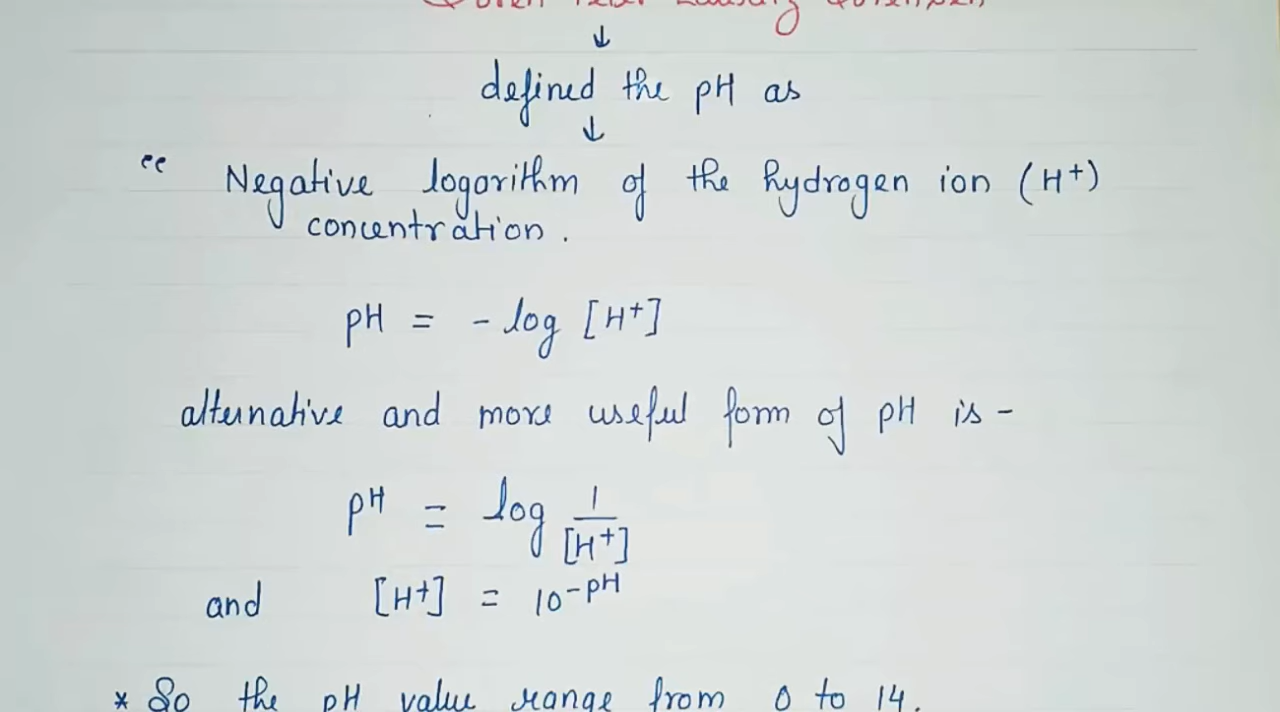 ↓
defined the pH as
↓
“ Negative logarithm of the hydrogen ion (H⁺)
concentration.
pH = - log [H⁺]
alternative and more useful form of pH is -
pH = log 1/[H⁺]
and [H⁺] = 10⁻ᵖᴴ
* So the pH value range from 0 to 14.